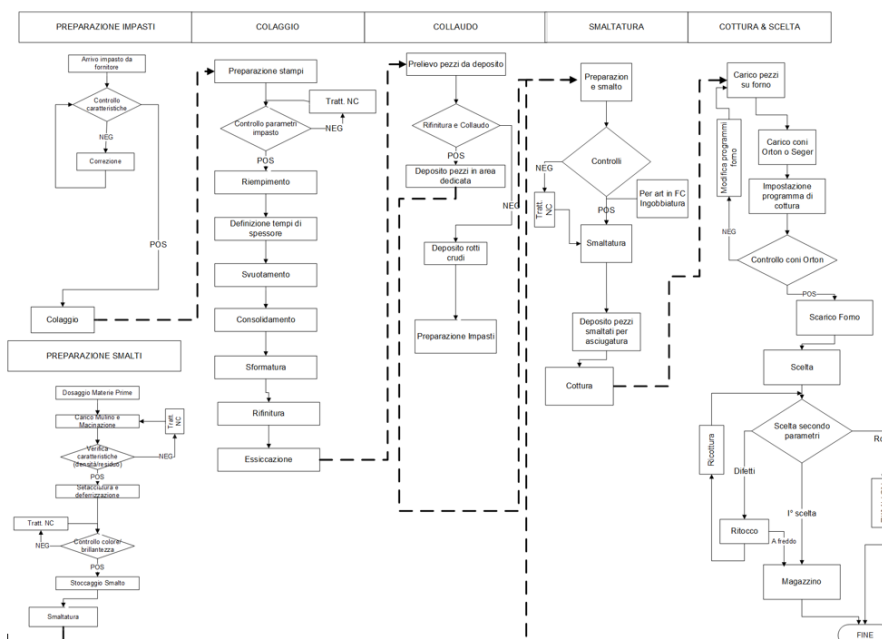 PREPARAZIONE IMPASTI
COLAGGIO
COLLAUDO
SMALTATURA
COTTURA & SCELTA
Arrivo impasto da
fornitore
Controllo
caratteristiche
NEG
Correzione
POS
Colaggio
PREPARAZIONE SMALTI
Dosaggio Materie Prime
Carico Mulino e
Macinazione
Tratt.
NC
Verifica
caratteristiche
(densità/residuo)
NEG
POS
Setacciatura e
deferrizzazione
Tratt. NC
NEG
Controllo colore/
brillantezza
POS
Stoccaggio Smalto
Smaltatura
Preparazione stampi
Tratt. NC
Controllo parametri
impasto
NEG
POS
Riempimento
Definizione tempi di
spessore
Svuotamento
Consolidamento
Sformatura
Rifinitura
Essiccazione
Prelievo pezzi da deposito
Rifinitura e Collaudo
POS
Deposito pezzi in area
dedicata
NEG
Deposito rotti
crudi
Preparazione Impasti
Preparazion
e smalto
Controlli
NEG
Tratt.
NC
POS
Per art in FC
Ingobbiatura
Smaltatura
Deposito pezzi
smaltati per
asciugatura
Cottura
Carico pezzi
su forno
Modifica programmi
forno
Carico coni
Orton o Seger
Impostazione
programma di
cottura
NEG
Controllo coni Orton
POS
Scarico Forno
Scelta
Scelta secondo
parametri
Ricottura
Difetti
I° scelta
Ritocco
A freddo
Magazzino
FINE